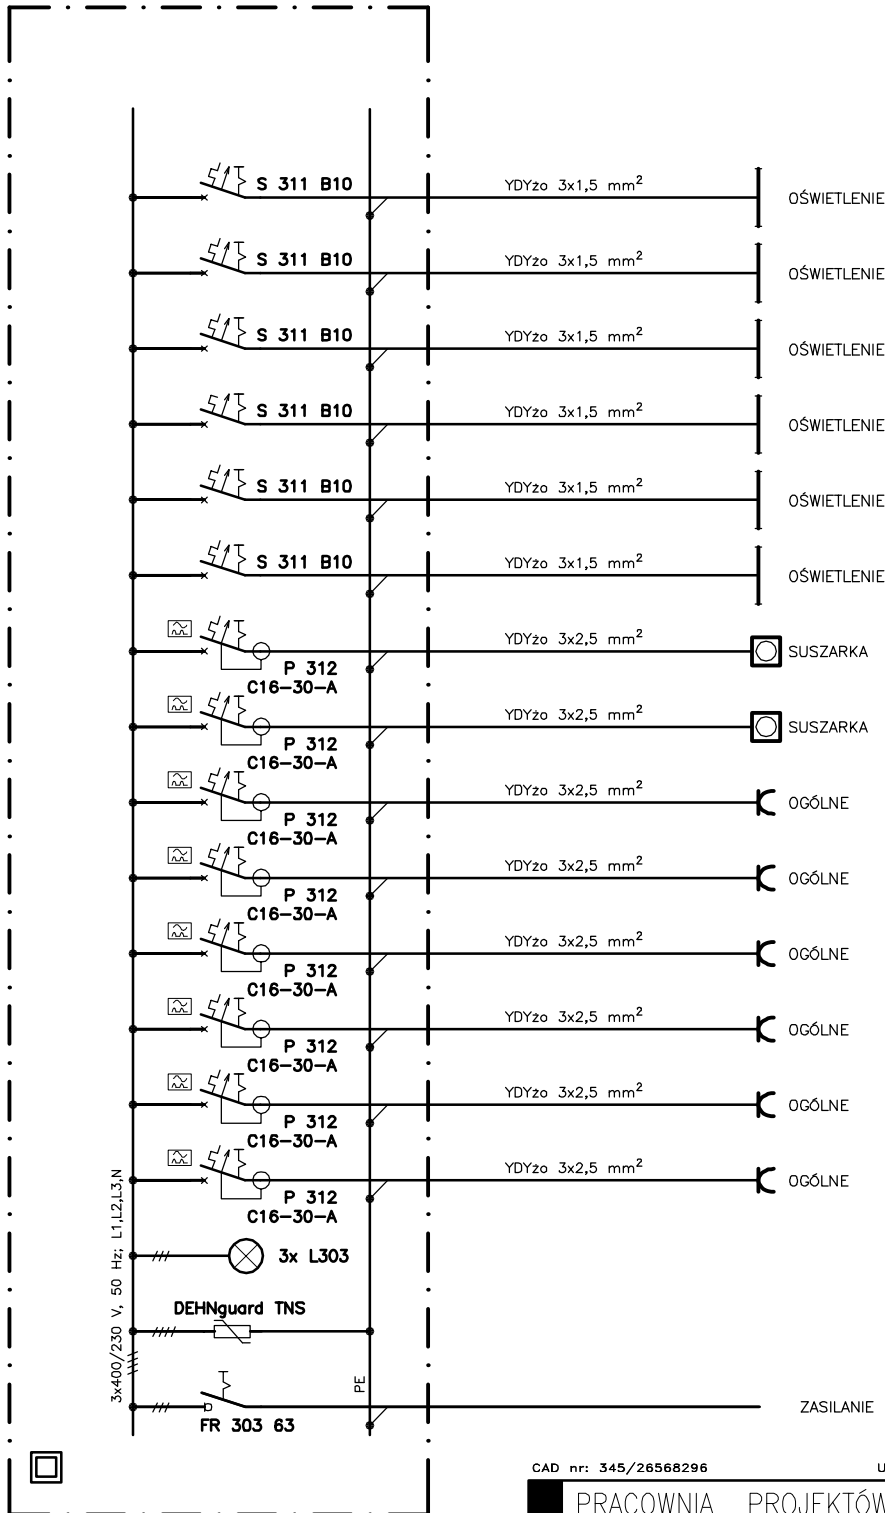 S 311 B10 YDYżo 3x1,5 mm² OŚWIETLENIE
S 311 B10 YDYżo 3x1,5 mm² OŚWIETLENIE
S 311 B10 YDYżo 3x1,5 mm² OŚWIETLENIE
S 311 B10 YDYżo 3x1,5 mm² OŚWIETLENIE
S 311 B10 YDYżo 3x1,5 mm² OŚWIETLENIE
S 311 B10 YDYżo 3x1,5 mm² OŚWIETLENIE
YDYżo 3x2,5 mm² SUSZARKA
P 312
C16-30-A
YDYżo 3x2,5 mm² SUSZARKA
P 312
C16-30-A
YDYżo 3x2,5 mm² OGÓLNE
P 312
C16-30-A
YDYżo 3x2,5 mm² OGÓLNE
P 312
C16-30-A
YDYżo 3x2,5 mm² OGÓLNE
P 312
C16-30-A
YDYżo 3x2,5 mm² OGÓLNE
P 312
C16-30-A
YDYżo 3x2,5 mm² OGÓLNE
P 312
C16-30-A
YDYżo 3x2,5 mm² OGÓLNE
P 312
C16-30-A
3x400/230 V, 50 Hz; L1,L2,L3,N
3x L303
DEHNguard TNS
PE
ZASILANIE
FR 303 63
CAD nr: 345/26568296 U
PRACOWNIA PROJEKTÓW